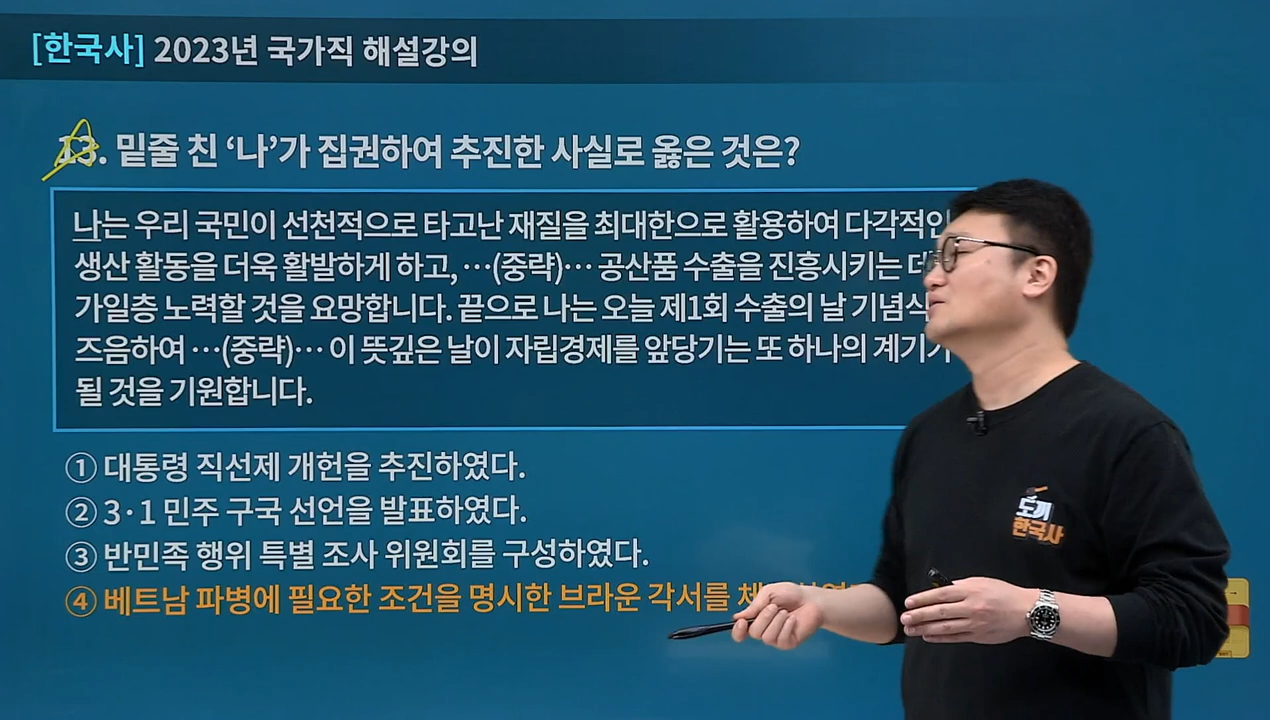 [한국사] 2023년 국가직 해설강의
13. 밑줄 친 ‘나’가 집권하여 추진한 사실로 옳은 것은?
나는 우리 국민이 선천적으로 타고난 재질을 최대한으로 활용하여 다각적인
생산 활동을 더욱 활발하게 하고, …(중략)… 공산품 수출을 진흥시키는 데
가일층 노력할 것을 요망합니다. 끝으로 나는 오늘 제1회 수출의 날 기념식
즈음하여 …(중략)… 이 뜻깊은 날이 자립경제를 앞당기는 또 하나의 계기가
될 것을 기원합니다.
① 대통령 직선제 개헌을 추진하였다.
② 3·1 민주 구국 선언을 발표하였다.
③ 반민족 행위 특별 조사 위원회를 구성하였다.
④ 베트남 파병에 필요한 조건을 명시한 브라운 각서를
도끼
한국사